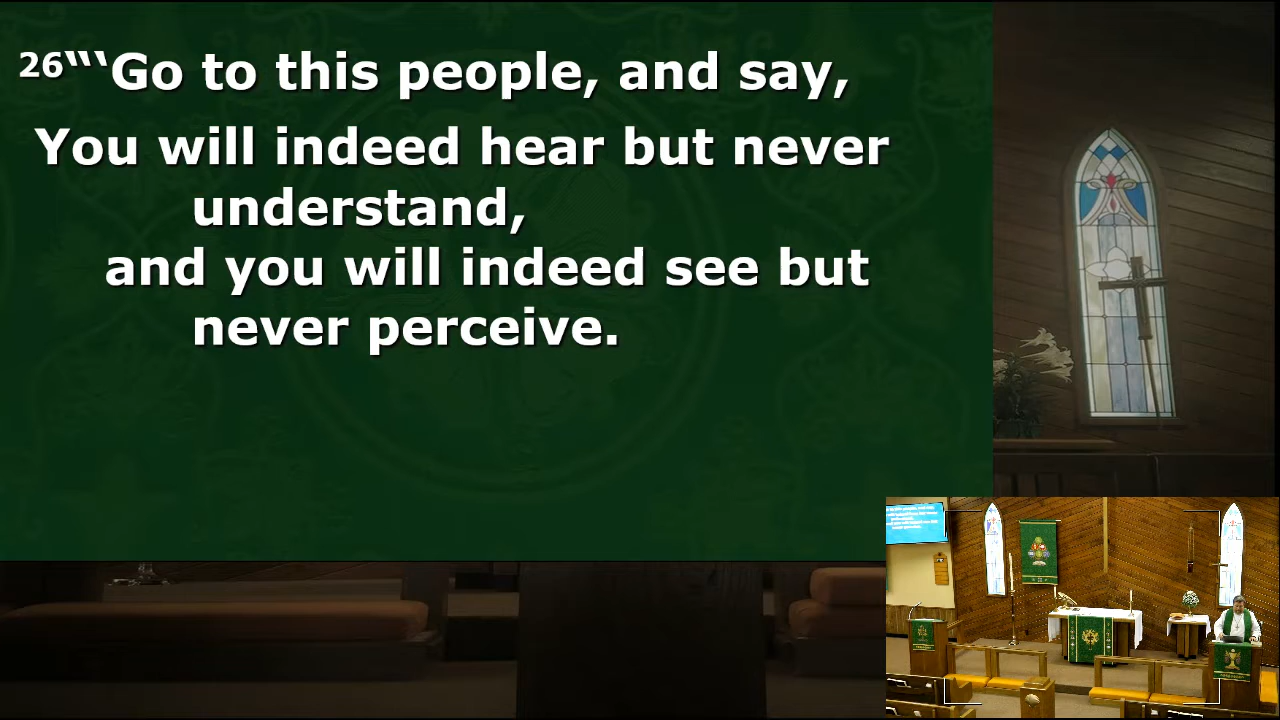 26“‘“Go to this people, and say,
You will indeed hear but never
understand,
and you will indeed see but
never perceive.